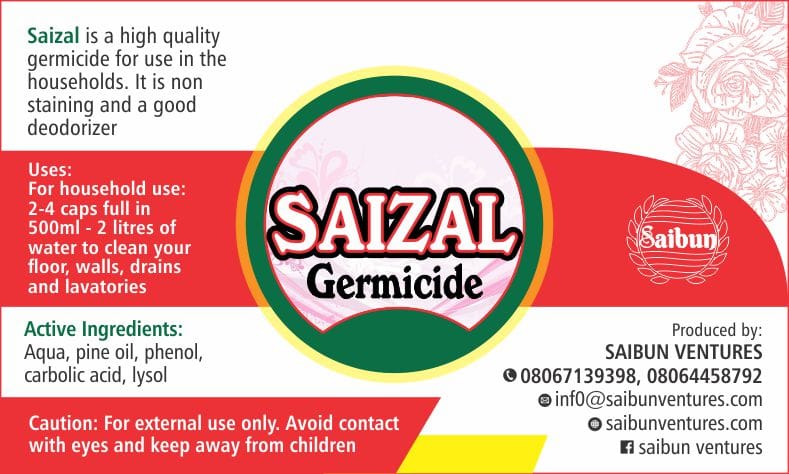 Saizal is a high quality
germicide for use in the
households. It is non
staining and a good
deodorizer
Uses:
For household use:
2-4 caps full in
500ml - 2 litres of
water to clean your
floor, walls, drains
and lavatories
Active Ingredients:
Aqua, pine oil, phenol,
carbolic acid, lysol
Caution: For external use only. Avoid contact
with eyes and keep away from children
SAIZAL
Germicide
Saibun
Produced by:
SAIBUN VENTURES
08067139398, 08064458792
inf0@saibunventures.com
saibunventures.com
saibun ventures